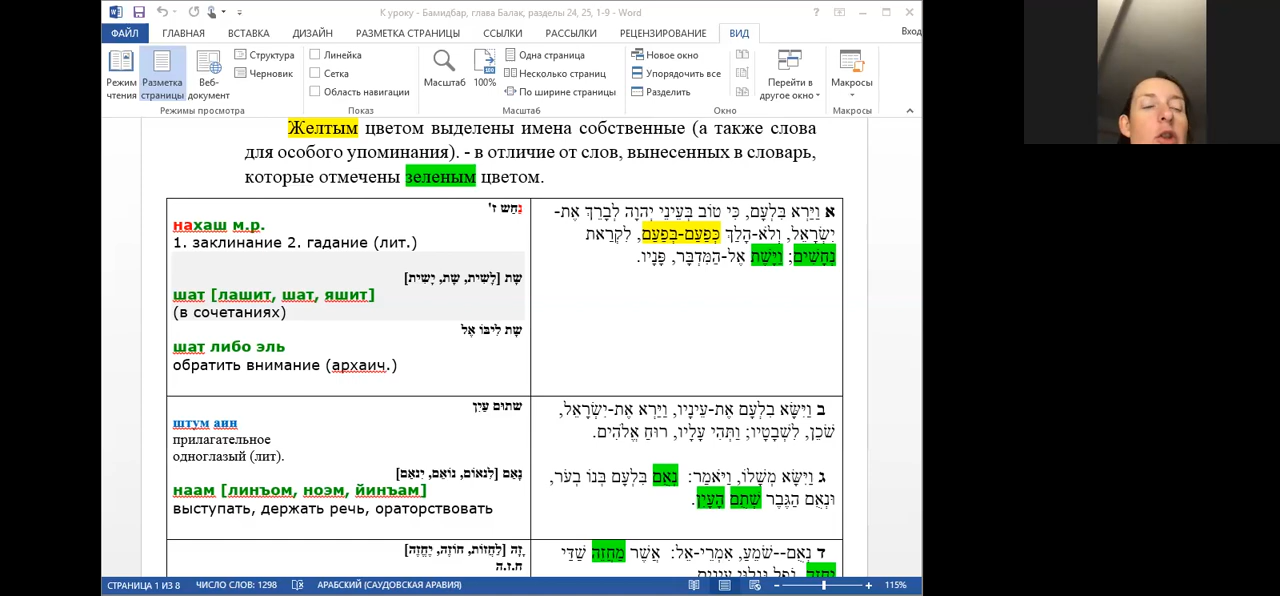 К уроку - Бамидбар, глава Балак, разделы 24, 25, 1-9 - Word
ФАЙЛ ГЛАВНАЯ ВСТАВКА ДИЗАЙН РАЗМЕТКА СТРАНИЦЫ ССЫЛКИ РАССЫЛКИ РЕЦЕНЗИРОВАНИЕ ВИД Вход
Режим чтения
Разметка страницы
Веб-документ
Структура
Черновик
Режимы просмотра
Линейка
Сетка
Область навигации
Показ
Масштаб
100%
Одна страница
Несколько страниц
По ширине страницы
Масштаб
Новое окно
Упорядочить все
Разделить
Перейти в другое окно
Окно
Макросы
Макросы
Желтым цветом выделены имена собственные (а также слова
для особого упоминания). - в отличие от слов, вынесенных в словарь,
которые отмечены зеленым цветом.
נַחַש ז'
нахаш м.р.
1. заклинание 2. гадание (лит.)
שָת [לָשִית, שָת, יָשִית]
шат [лашит, шат, яшит]
(в сочетаниях)
שָת לִיבּוֹ אֶל
шат либо эль
обратить внимание (архаич.)
א וַיַּרְא בִּלְעָם, כִּי טוֹב בְּעֵינֵי יְהוָה לְבָרֵךְ אֶת-
יִשְׂרָאֵל, וְלֹא-הָלַךְ כְּפַעַם-בְּפַעַם, לִקְרַאת
נְחָשִׁים; וַיָּשֶׁת אֶל-הַמִּדְבָּר, פָּנָיו.
שתוּם עַיִן
штум аин
прилагательное
одноглазый (лит).
נָאַם [לִנאוֹם, נוֹאֵם, יִנאַם]
наам [линъом, ноэм, йинъам]
выступать, держать речь, ораторствовать
ב וַיִּשָּׂא בִלְעָם אֶת-עֵינָיו, וַיַּרְא אֶת-יִשְׂרָאֵל,
שֹׁכֵן, לִשְׁבָטָיו; וַתְּהִי עָלָיו, רוּחַ אֱלֹהִים.
ג וַיִּשָּׂא מְשָׁלוֹ, וַיֹּאמַר: נְאֻם בִּלְעָם בְּנוֹ בְעֹר,
וּנְאֻם הַגֶּבֶר שְׁתֻם הָעָיִן.
זָה [לַחֲזוֹת, חוֹזֶה, יֶחֱזֶה]
ח.ז.ה
ד נְאֻם--שֹׁמֵעַ, אִמְרֵי-אֵל: אֲשֶׁר מַחֲזֵה שַׁדַּי
יֶחֱזֶה, נֹפֵל וּגְלוּי עֵינָיִם.
СТРАНИЦА 1 ИЗ 8 ЧИСЛО СЛОВ: 1298 АРАБСКИЙ (САУДОВСКАЯ АРАВИЯ) 115%